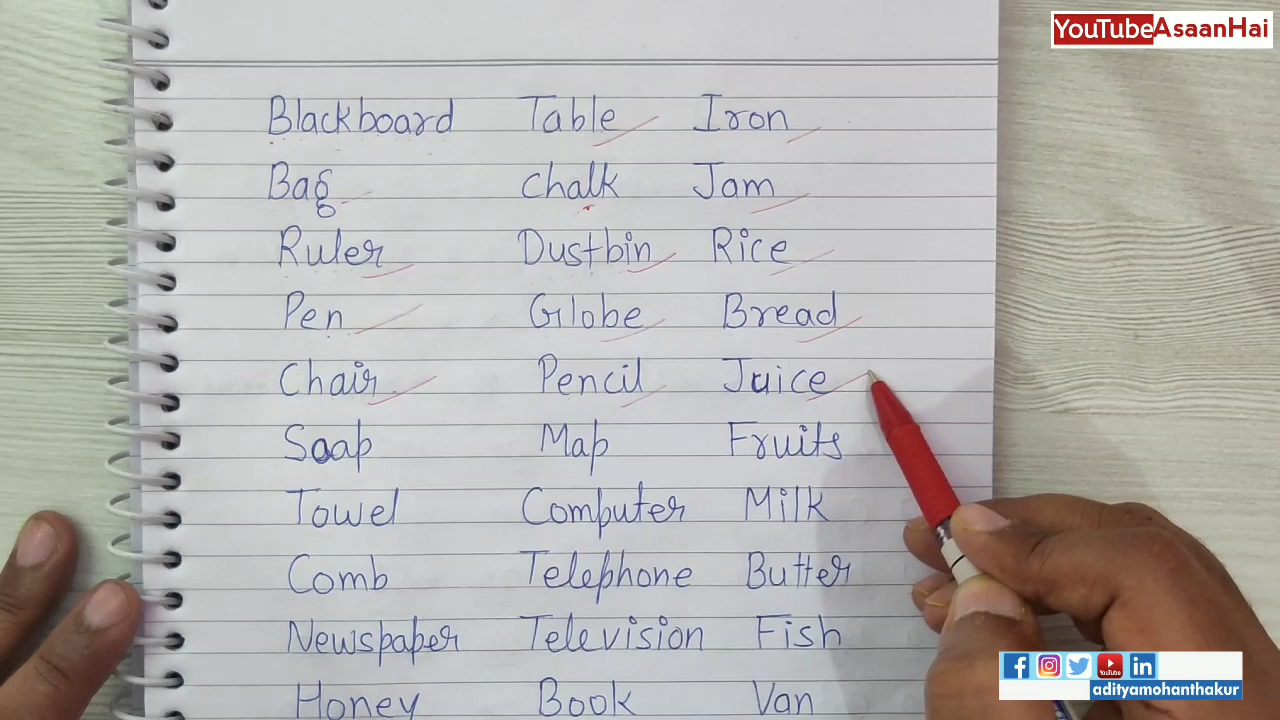 YouTubeAsaanHai
Blackboard Table Iron
Bag Chalk Jam
Ruler Dustbin Rice
Pen Globe Bread
Chair Pencil Juice
Soap Map Fruits
Towel Computer Milk
Comb Telephone Butter
Newspaper Television Fish
Honey Book Van
YouTube
adityamohanthakur